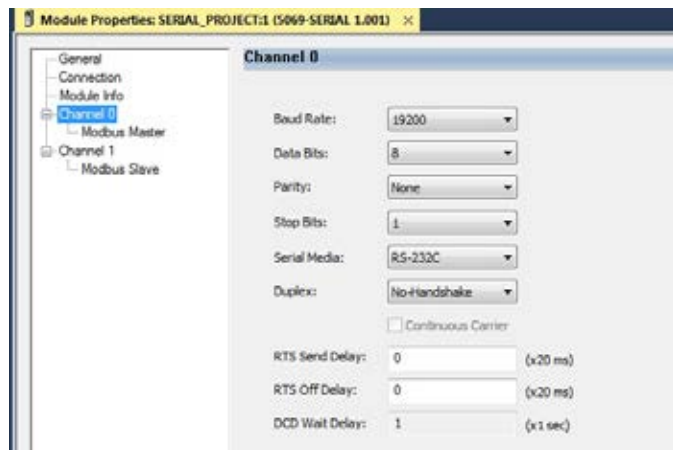 Module Properties: SERIAL_PROJECT:1 (5069-SERIAL 1.001) ×
General
Connection
Module Info
Channel 0
Modbus Master
Channel 1
Modbus Slave
Channel 0
Baud Rate: 19200
Data Bits: 8
Parity: None
Stop Bits: 1
Serial Media: RS-232C
Duplex: No-Handshake
Continuous Carrier
RTS Send Delay: 0 (x20 ms)
RTS Off Delay: 0 (x20 ms)
DCD Wait Delay: 1 (x1 sec)